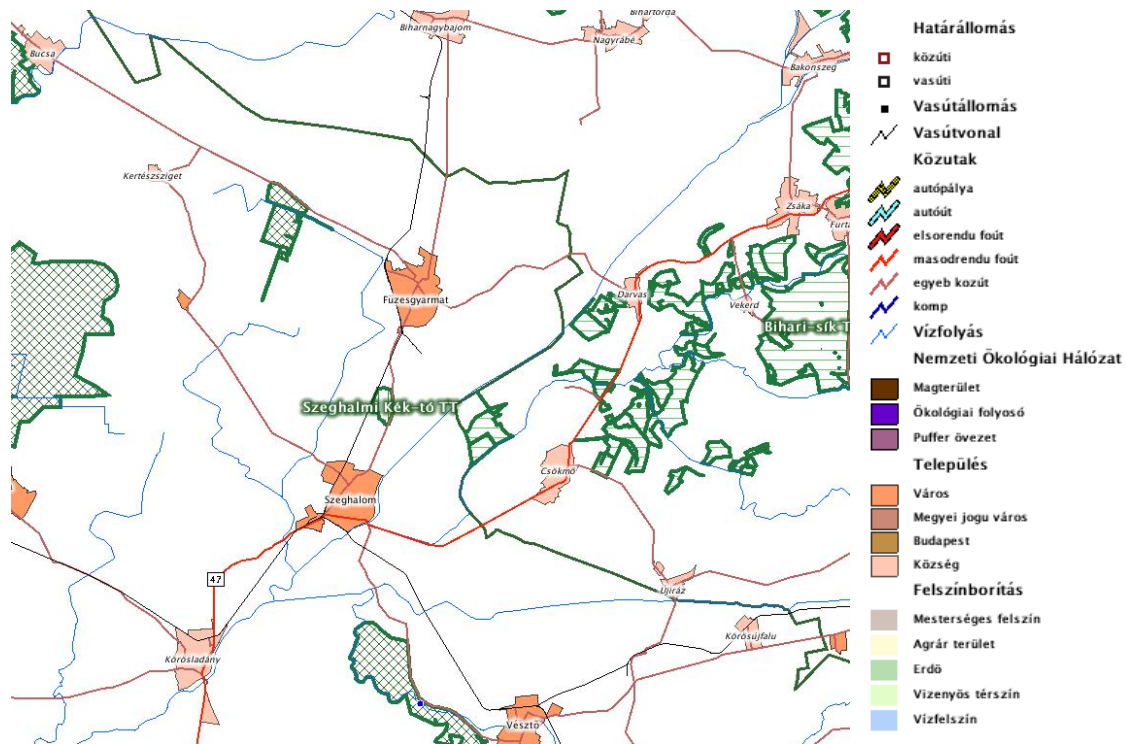 Bihartorda
Biharnagybajom
Nagyrábé
Bucsa
Bakonszeg
Kertészsziget
Zsáka
Furta
Füzesgyarmat
Darvas
Vekerd
Bihari-sík-T
Szeghalmi Kék-tó TT
Csökmő
Szeghalom
47
Újiráz
Körösújfalu
Körösladány
Vésztő
Határállomás
közúti
vasúti
Vasútállomás
Vasútvonal
Közutak
autópálya
autóút
elsorendu foút
masodrendu foút
egyeb kozút
komp
Vízfolyás
Nemzeti Ökológiai Hálózat
Magterület
Ökológiai folyosó
Puffer övezet
Település
Város
Megyei jogu város
Budapest
Község
Felszínborítás
Mesterséges felszín
Agrár terület
Erdö
Vizenyös térszín
Vízfelszín